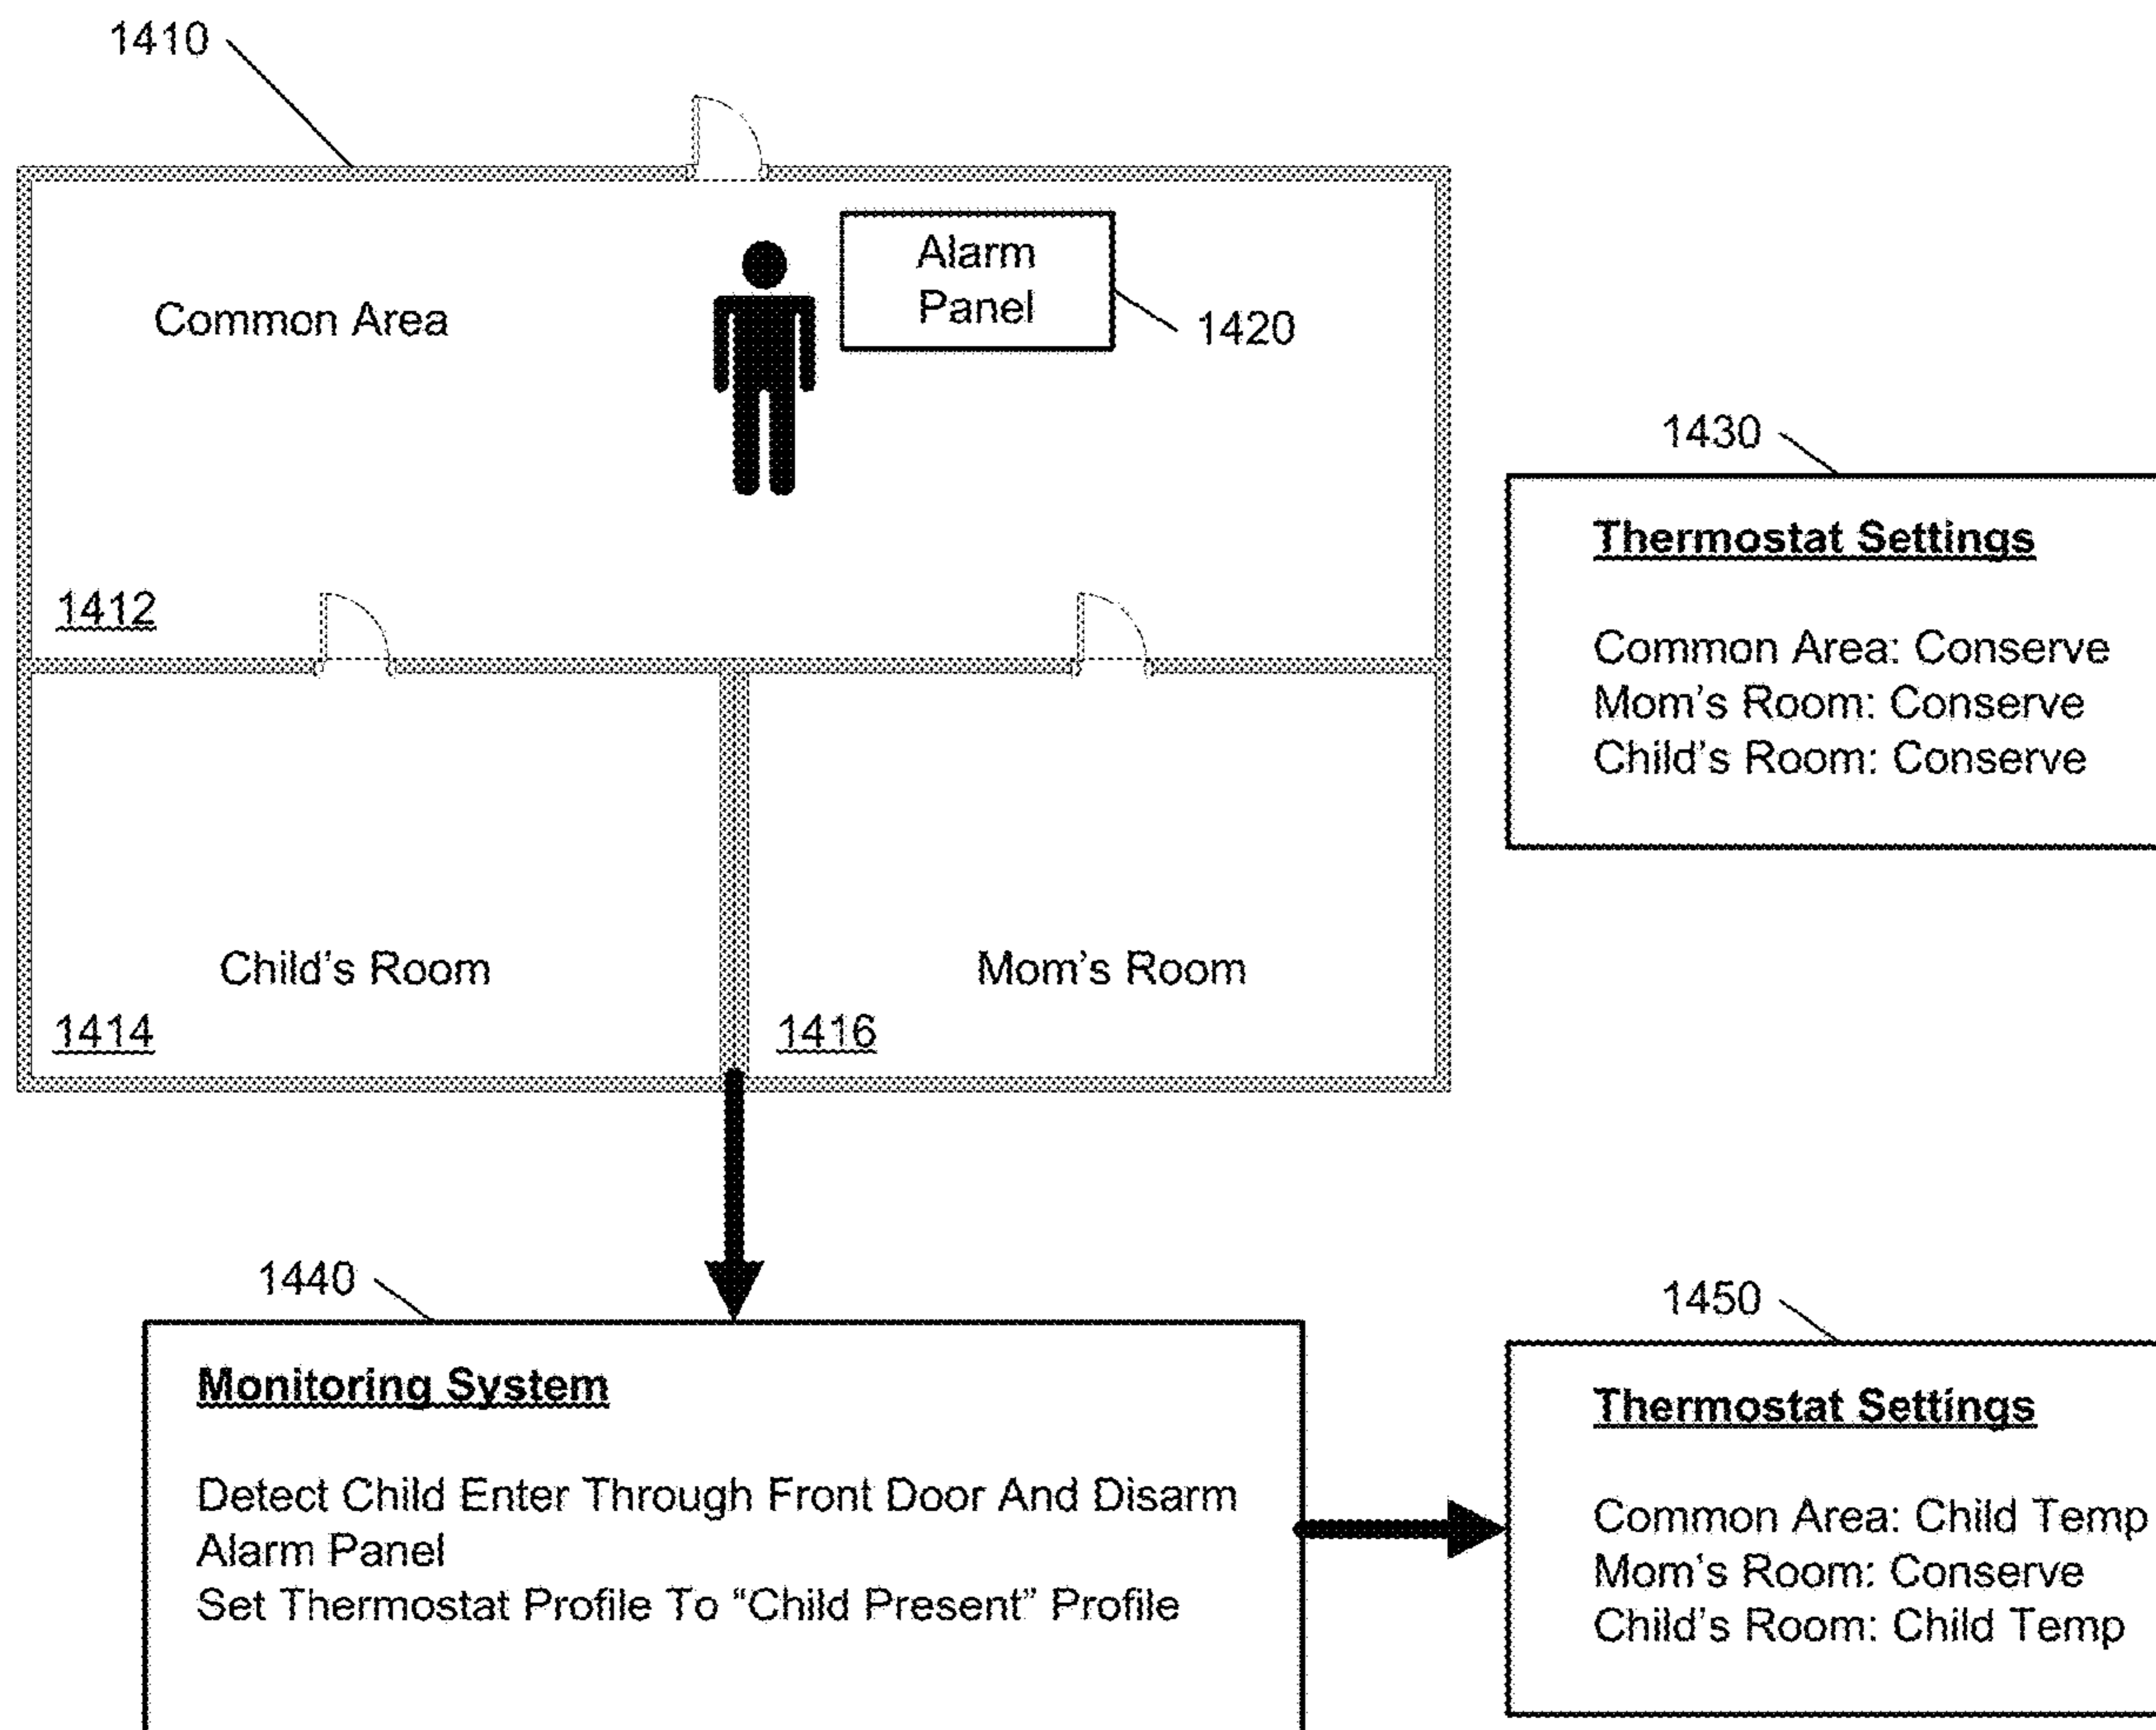 1410
Alarm
Panel
Common Area
1420
1412
Child's Room
Mom's Room
1414
1416
1430
Thermostat Settings
Common Area: Conserve
Mom's Room: Conserve
Child's Room: Conserve
1440
Monitoring System
Detect Child Enter Through Front Door And Disarm
Alarm Panel
Set Thermostat Profile To “Child Present” Profile
1450
Thermostat Settings
Common Area: Child Temp
Mom's Room: Conserve
Child's Room: Child Temp